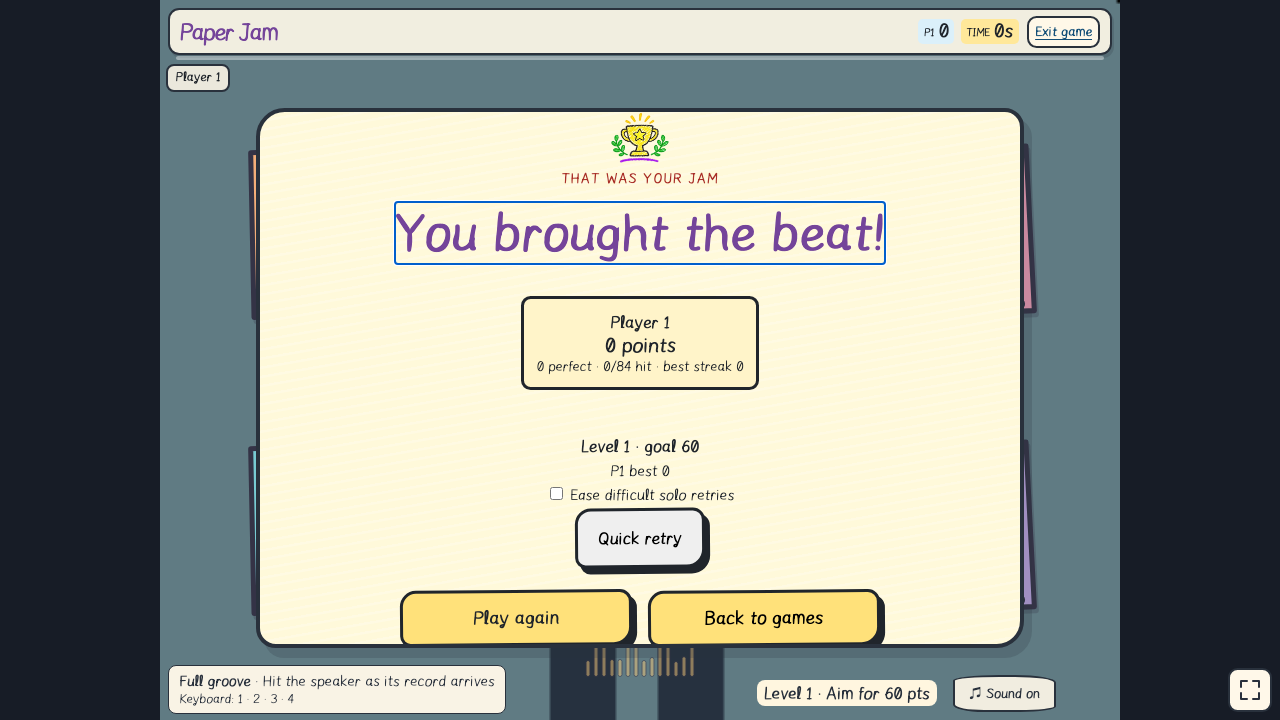 Paper Jam
P1 0
TIME 0s
Exit game
Player 1
THAT WAS YOUR JAM
You brought the beat!
Player 1
0 points
0 perfect · 0/84 hit · best streak 0
Level 1 · goal 60
P1 best 0
Ease difficult solo retries
Quick retry
Play again
Back to games
Full groove · Hit the speaker as its record arrives
Keyboard: 1 · 2 · 3 · 4
Level 1 · Aim for 60 pts
♫ Sound on